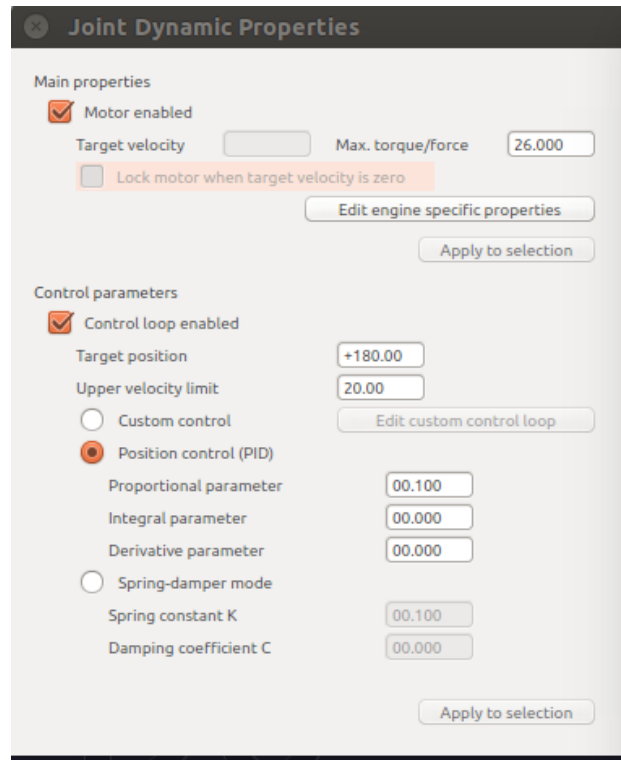 Joint Dynamic Properties
Main properties
Motor enabled
Target velocity Max. torque/force 26.000
Lock motor when target velocity is zero
Edit engine specific properties
Apply to selection
Control parameters
Control loop enabled
Target position +180.00
Upper velocity limit 20.00
Custom control Edit custom control loop
Position control (PID)
Proportional parameter 00.100
Integral parameter 00.000
Derivative parameter 00.000
Spring-damper mode
Spring constant K 00.100
Damping coefficient C 00.000
Apply to selection